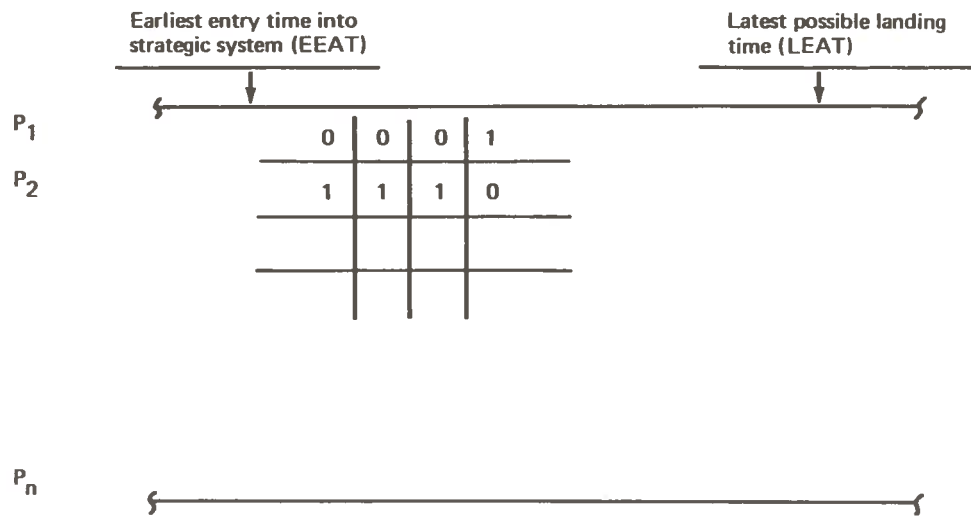 Earliest entry time into
strategic system (EEAT)
Latest possible landing
time (LEAT)
P1
0 0 0 1
P2
1 1 1 0
Pn